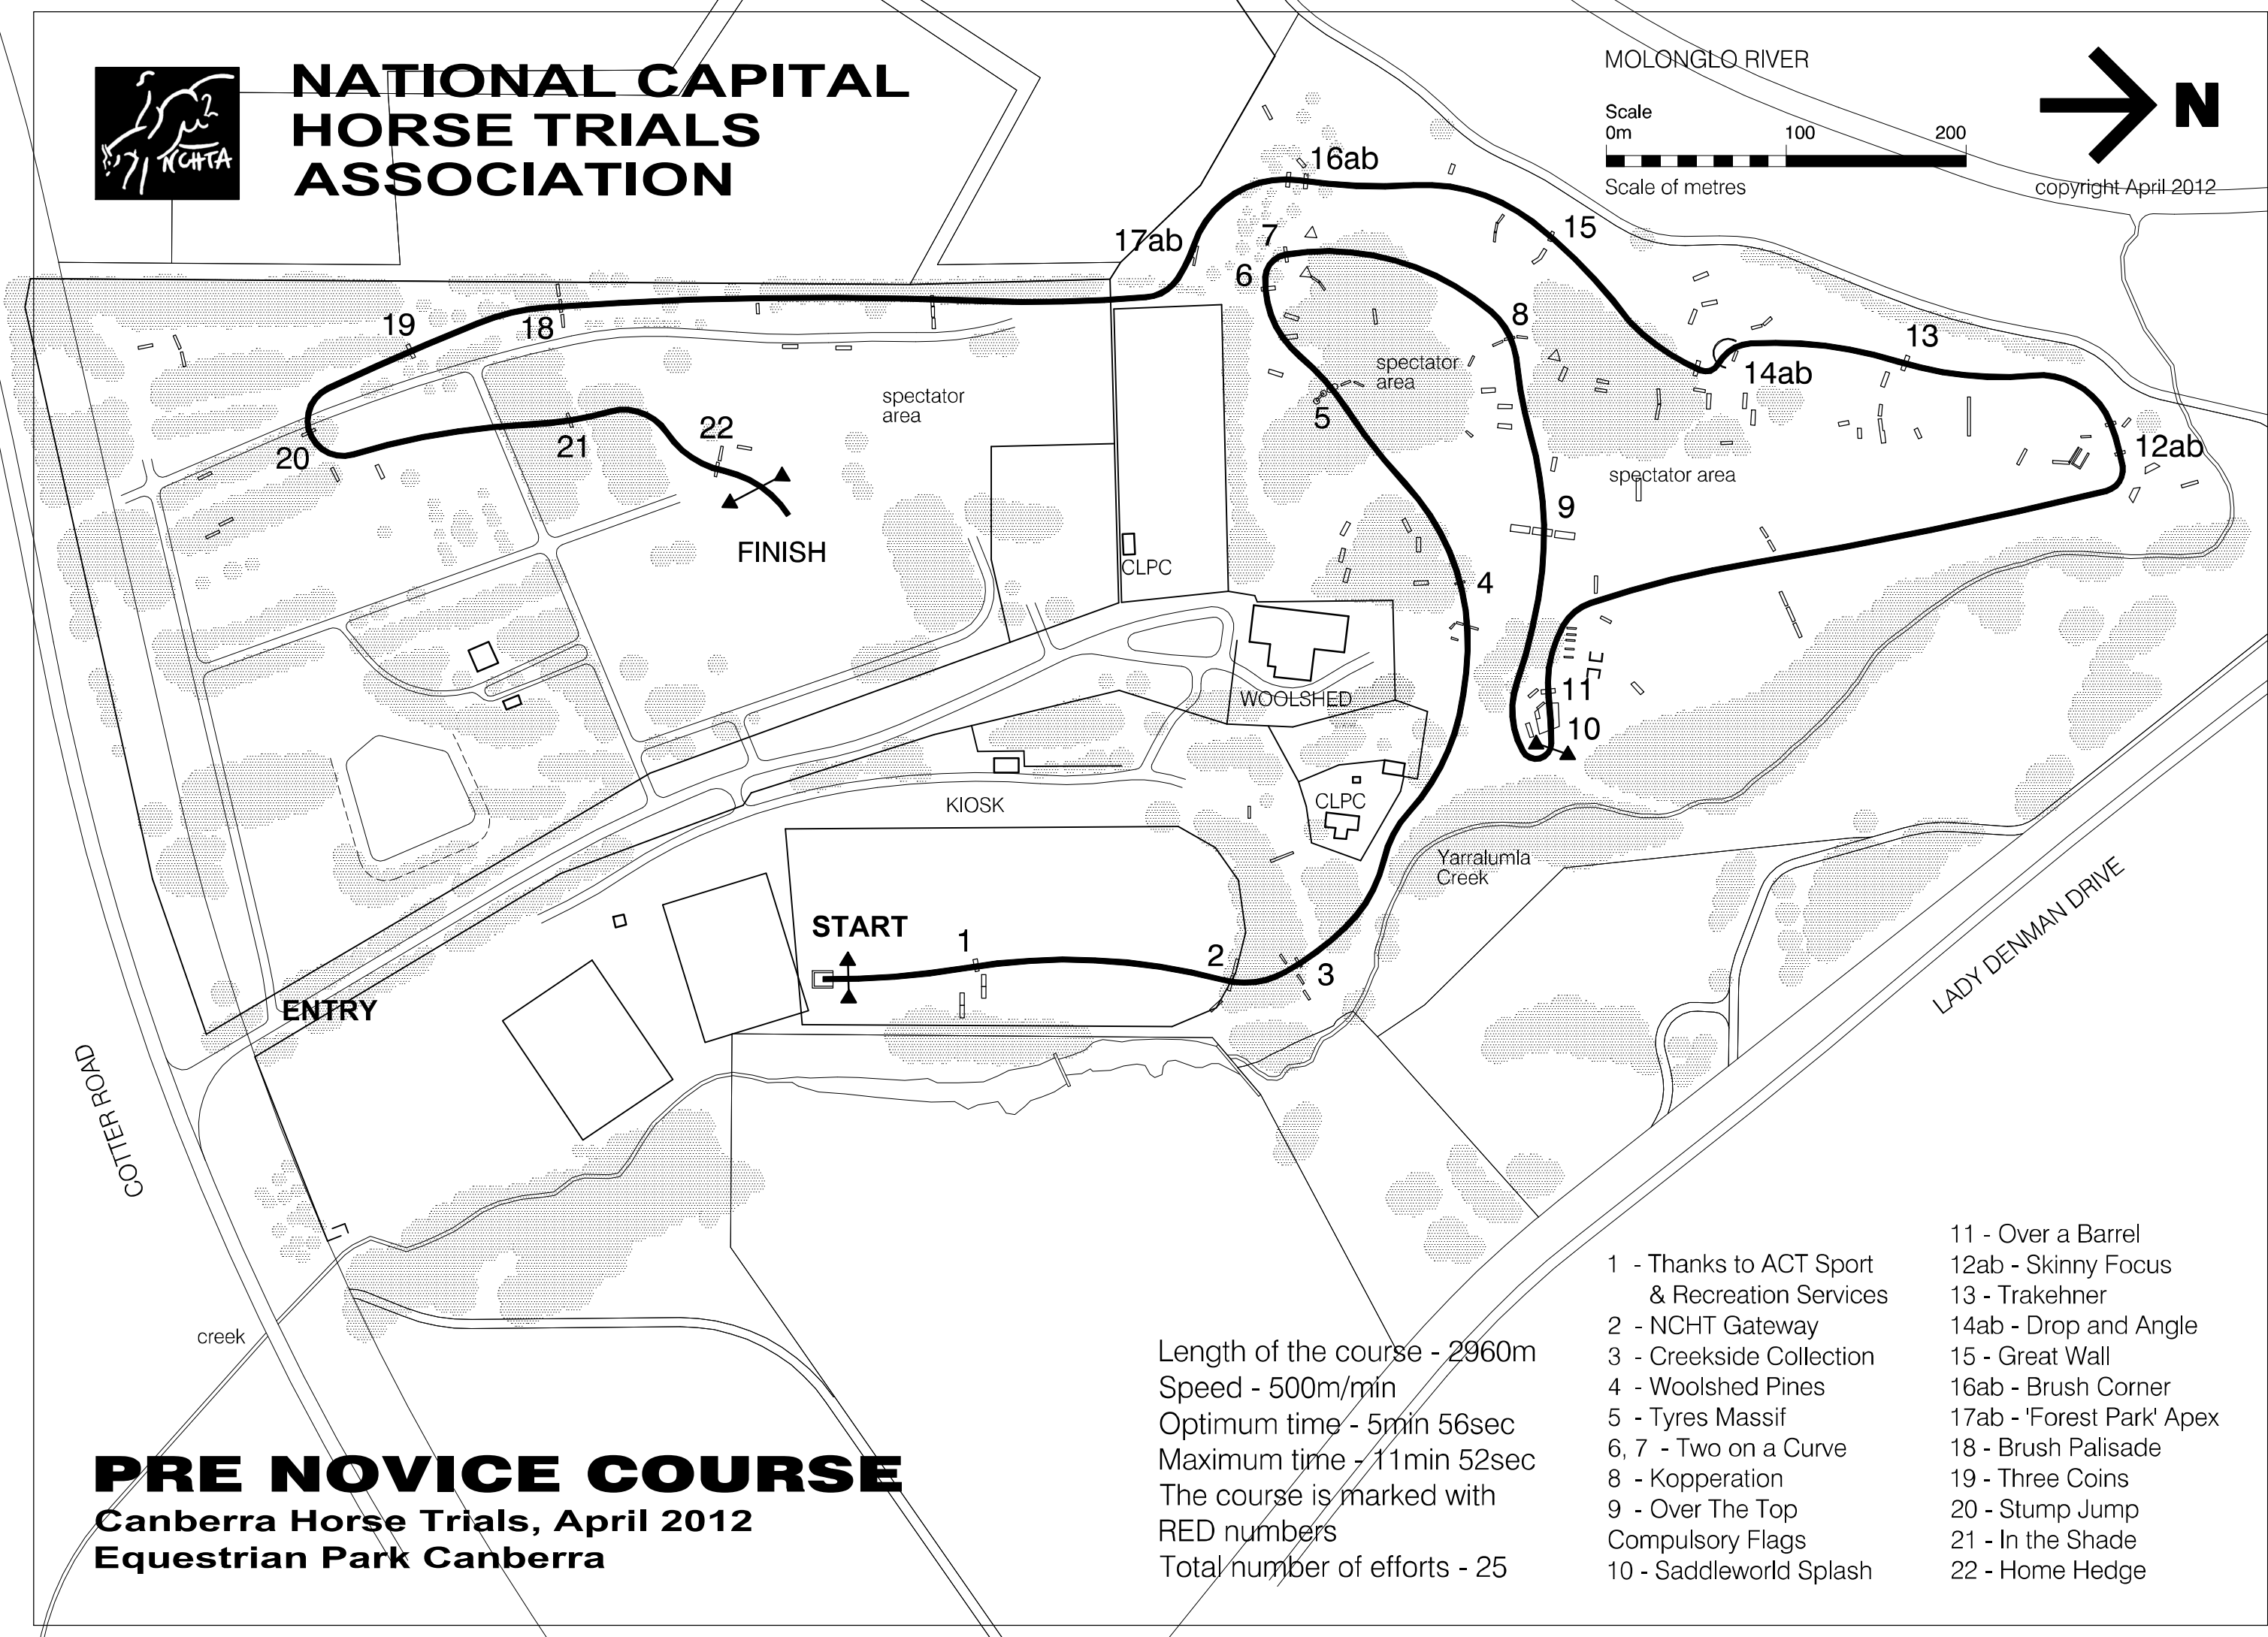 NATIONAL CAPITAL
HORSE TRIALS
ASSOCIATION
NCHTA
MOLONGLO RIVER
Scale
0m 100 200
Scale of metres
N
copyright April 2012
16ab
15
17ab
7
6
8
13
14ab
19
18
20
21
22
spectator
area
spectator
area
5
12ab
spectator area
9
FINISH
CLPC
4
WOOLSHED
11
10
KIOSK
CLPC
Yarralumla
Creek
START
1
2
3
ENTRY
COTTER ROAD
LADY DENMAN DRIVE
creek
PRE NOVICE COURSE
Canberra Horse Trials, April 2012
Equestrian Park Canberra
Length of the course - 2960m
Speed - 500m/min
Optimum time - 5min 56sec
Maximum time - 11min 52sec
The course is marked with
RED numbers
Total number of efforts - 25
1 - Thanks to ACT Sport
& Recreation Services
2 - NCHT Gateway
3 - Creekside Collection
4 - Woolshed Pines
5 - Tyres Massif
6, 7 - Two on a Curve
8 - Kopperation
9 - Over The Top
Compulsory Flags
10 - Saddleworld Splash
11 - Over a Barrel
12ab - Skinny Focus
13 - Trakehner
14ab - Drop and Angle
15 - Great Wall
16ab - Brush Corner
17ab - 'Forest Park' Apex
18 - Brush Palisade
19 - Three Coins
20 - Stump Jump
21 - In the Shade
22 - Home Hedge